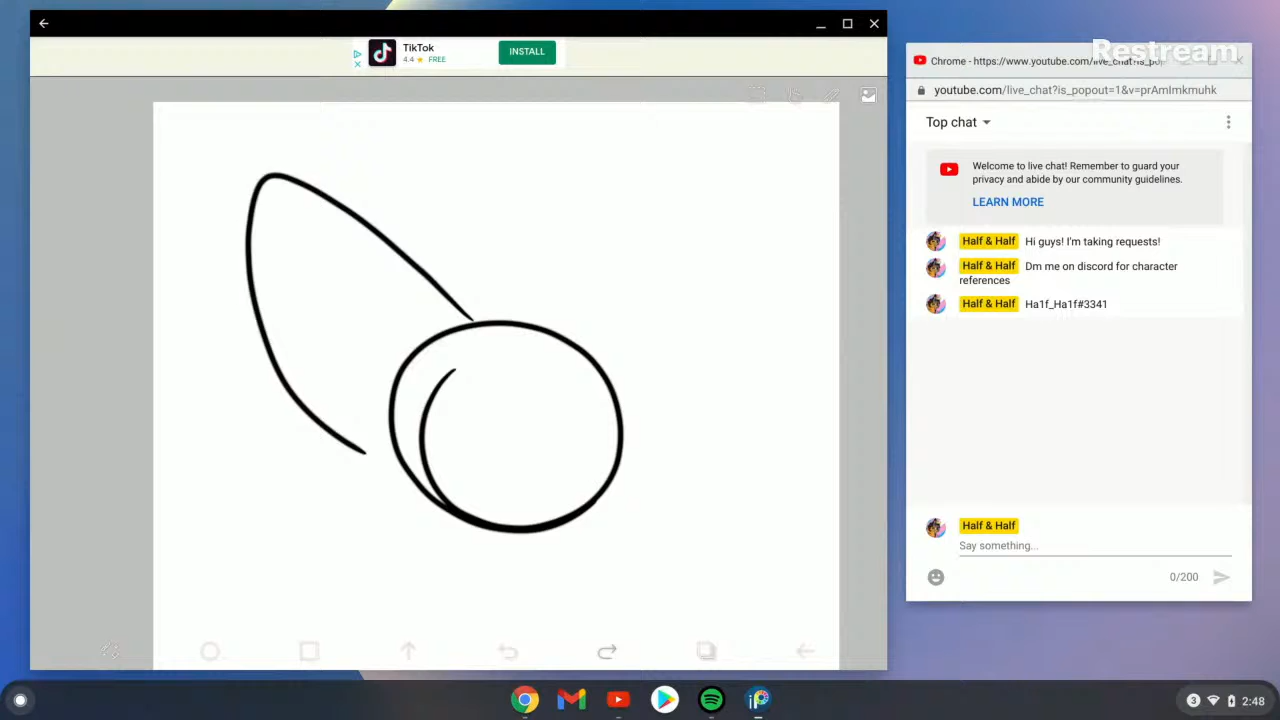 TikTok
4.4 ★ FREE
INSTALL
Restream
Chrome - https://www.youtube.com/live_chat?is_po
youtube.com/live_chat?is_popout=1&v=prAmImkmuhk
Top chat
Welcome to live chat! Remember to guard your
privacy and abide by our community guidelines.
LEARN MORE
Half & Half Hi guys! I'm taking requests!
Half & Half Dm me on discord for character
references
Half & Half Ha1f_Ha1f#3341
Half & Half
Say something...
0/200
iP
3 2:48